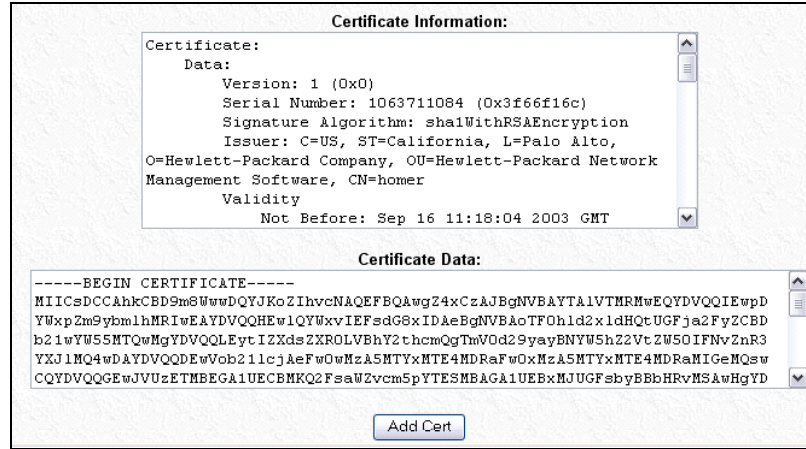 Certificate Information:
Certificate:
Data:
Version: 1 (0x0)
Serial Number: 1063711084 (0x3f66f16c)
Signature Algorithm: sha1WithRSAEncryption
Issuer: C=US, ST=California, L=Palo Alto,
O=Hewlett-Packard Company, OU=Hewlett-Packard Network
Management Software, CN=homer
Validity
Not Before: Sep 16 11:18:04 2003 GMT
Certificate Data:
-----BEGIN CERTIFICATE-----
MIICsDCCAhkCBD9m8WwwDQYJKoZIhvcNAQEFBQAwgZ4xCzAJBgNVBAYTAlVTMRMwEQYDVQQIEwpD
YWxpZm9ybmlhMRIwEAYDVQQHEwlQYWxvIEFsdG8xIDAeBgNVBAoTF0hld2xldHQtUGFja2FyZCBD
b21wYW55MTQwMgYDVQQLEytIZXdsZXR0LVBhY2thcmQgTmV0d29yayBNYW5hZ2VtZW50IFNvZnR3
YXJlMQ4wDAYDVQQDEwVob21lcjAeFw0wMzA5MTYxMTE4MDRaFw0xMzA5MTYxMTE4MDRaMIGeMQsw
CQYDVQQGEwJVUzETMBEGA1UECBMKQ2FsaWZvcm5pYTESMBAGA1UEBxMJUGFsbyBBbHRvMSAwHgYD
Add Cert